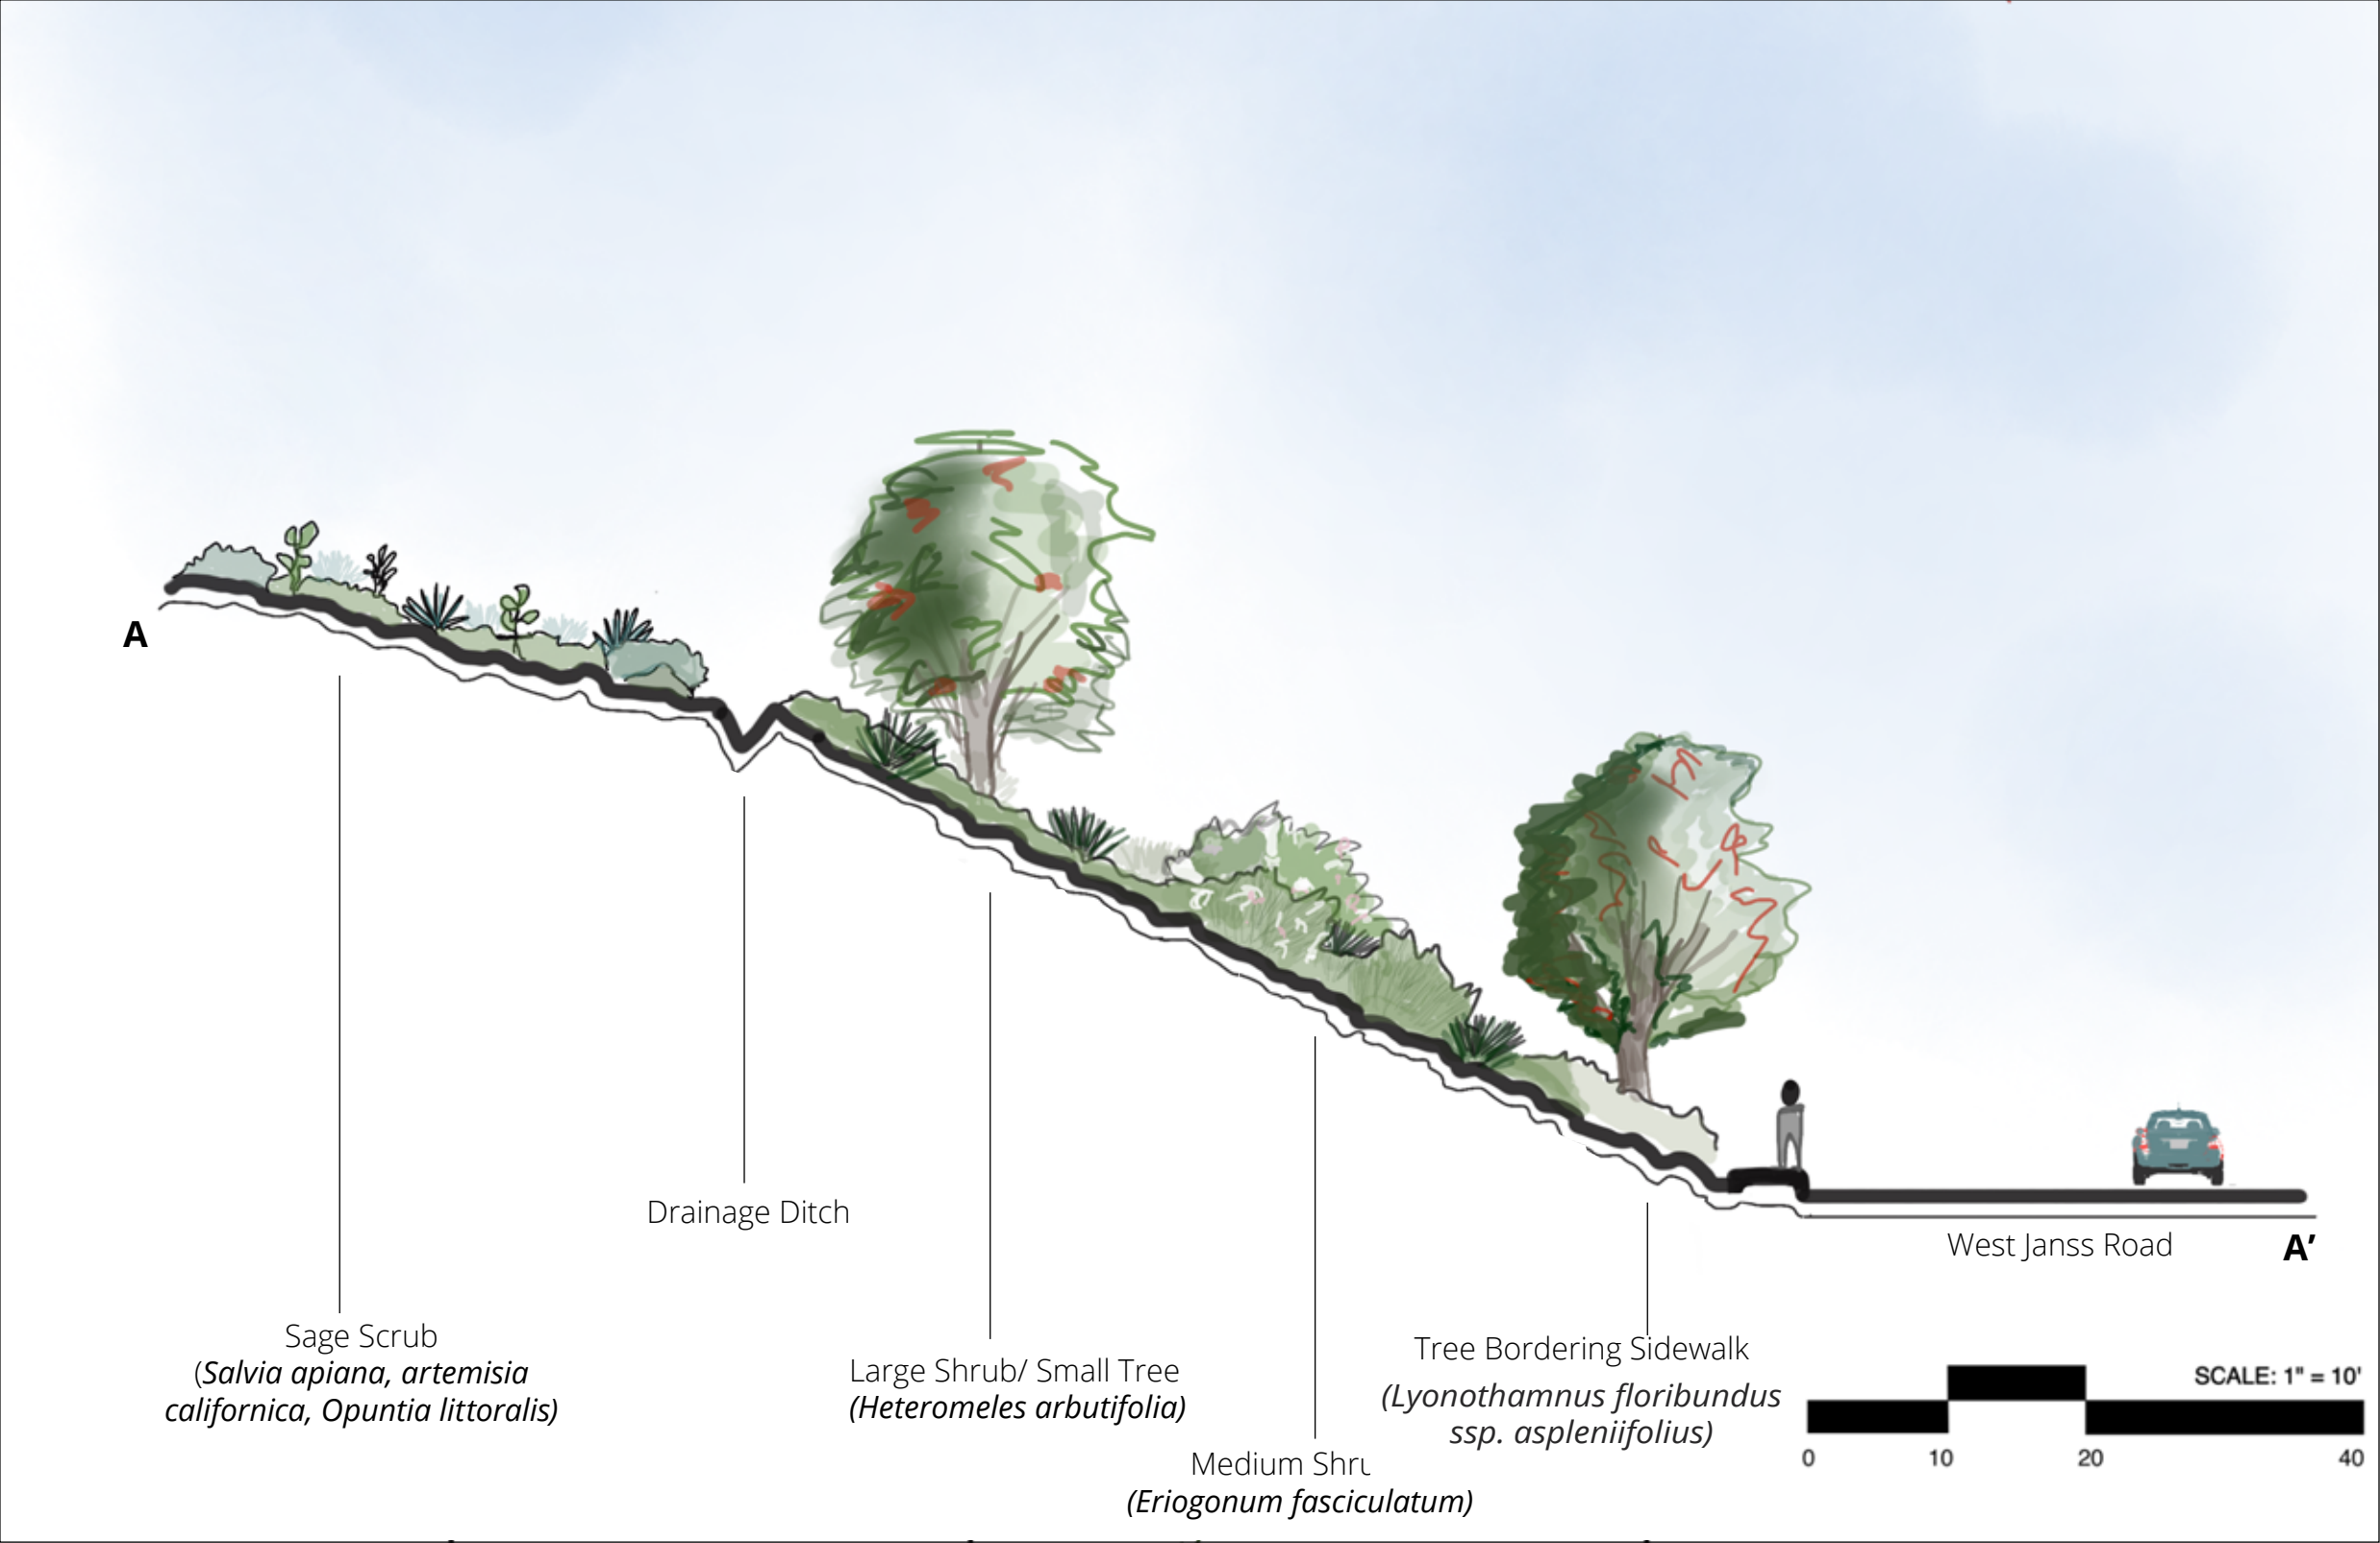 A
Drainage Ditch
West Janss Road
A’
Sage Scrub
(Salvia apiana, artemisia
californica, Opuntia littoralis)
Large Shrub/ Small Tree
(Heteromeles arbutifolia)
Medium Shru
(Eriogonum fasciculatum)
Tree Bordering Sidewalk
(Lyonothamnus floribundus
ssp. aspleniifolius)
SCALE: 1" = 10'
0 10 20 40